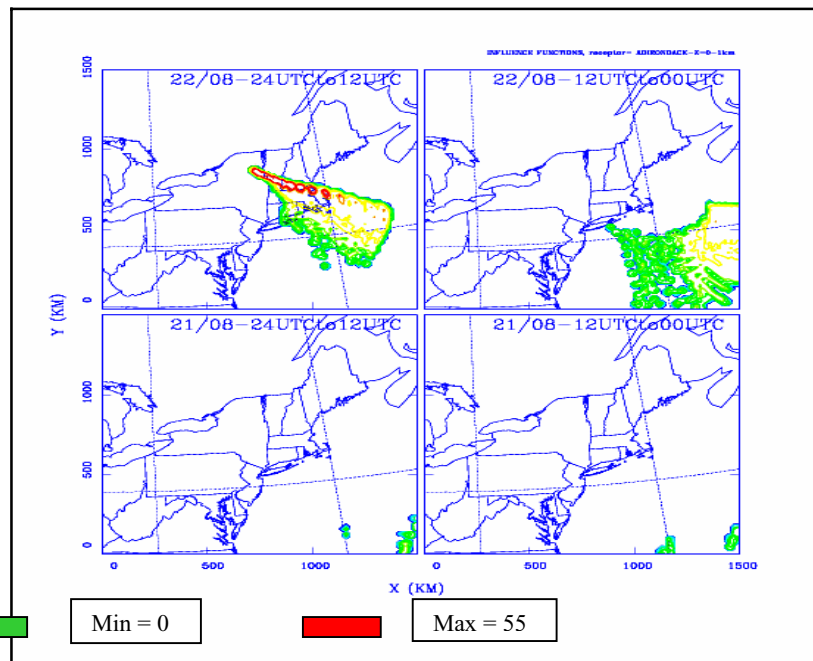 INFLUENCE FUNCTIONS, receptor= ADIRONDACK-Z=0-1km
22/08-24UTCto12UTC
22/08-12UTCto00UTC
1500
1000
500
0
Y (KM)
21/08-24UTCto12UTC
21/08-12UTCto00UTC
1000
500
0
0
500
1000
500
1000
1500
X (KM)
Min = 0
Max = 55